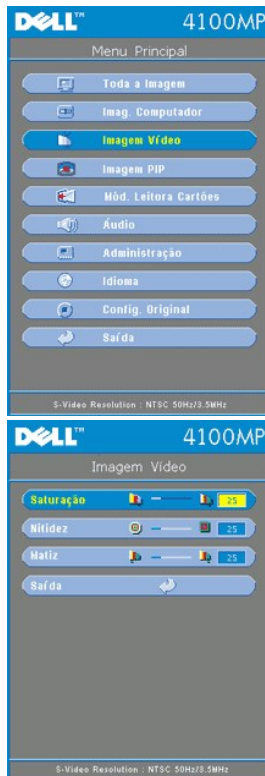 DELL™ 4100MP
Menu Principal
Toda a Imagem
Imag. Computador
Imagem Vídeo
Imagem PIP
Mód. Leitora Cartões
Áudio
Administração
Idioma
Config. Original
Saída
S-Video Resolution : NTSC 50Hz/3.5MHz
DELL™ 4100MP
Imagem Vídeo
Saturação 25
Nitidez 25
Matiz 25
Saída
S-Video Resolution : NTSC 50Hz/3.5MHz